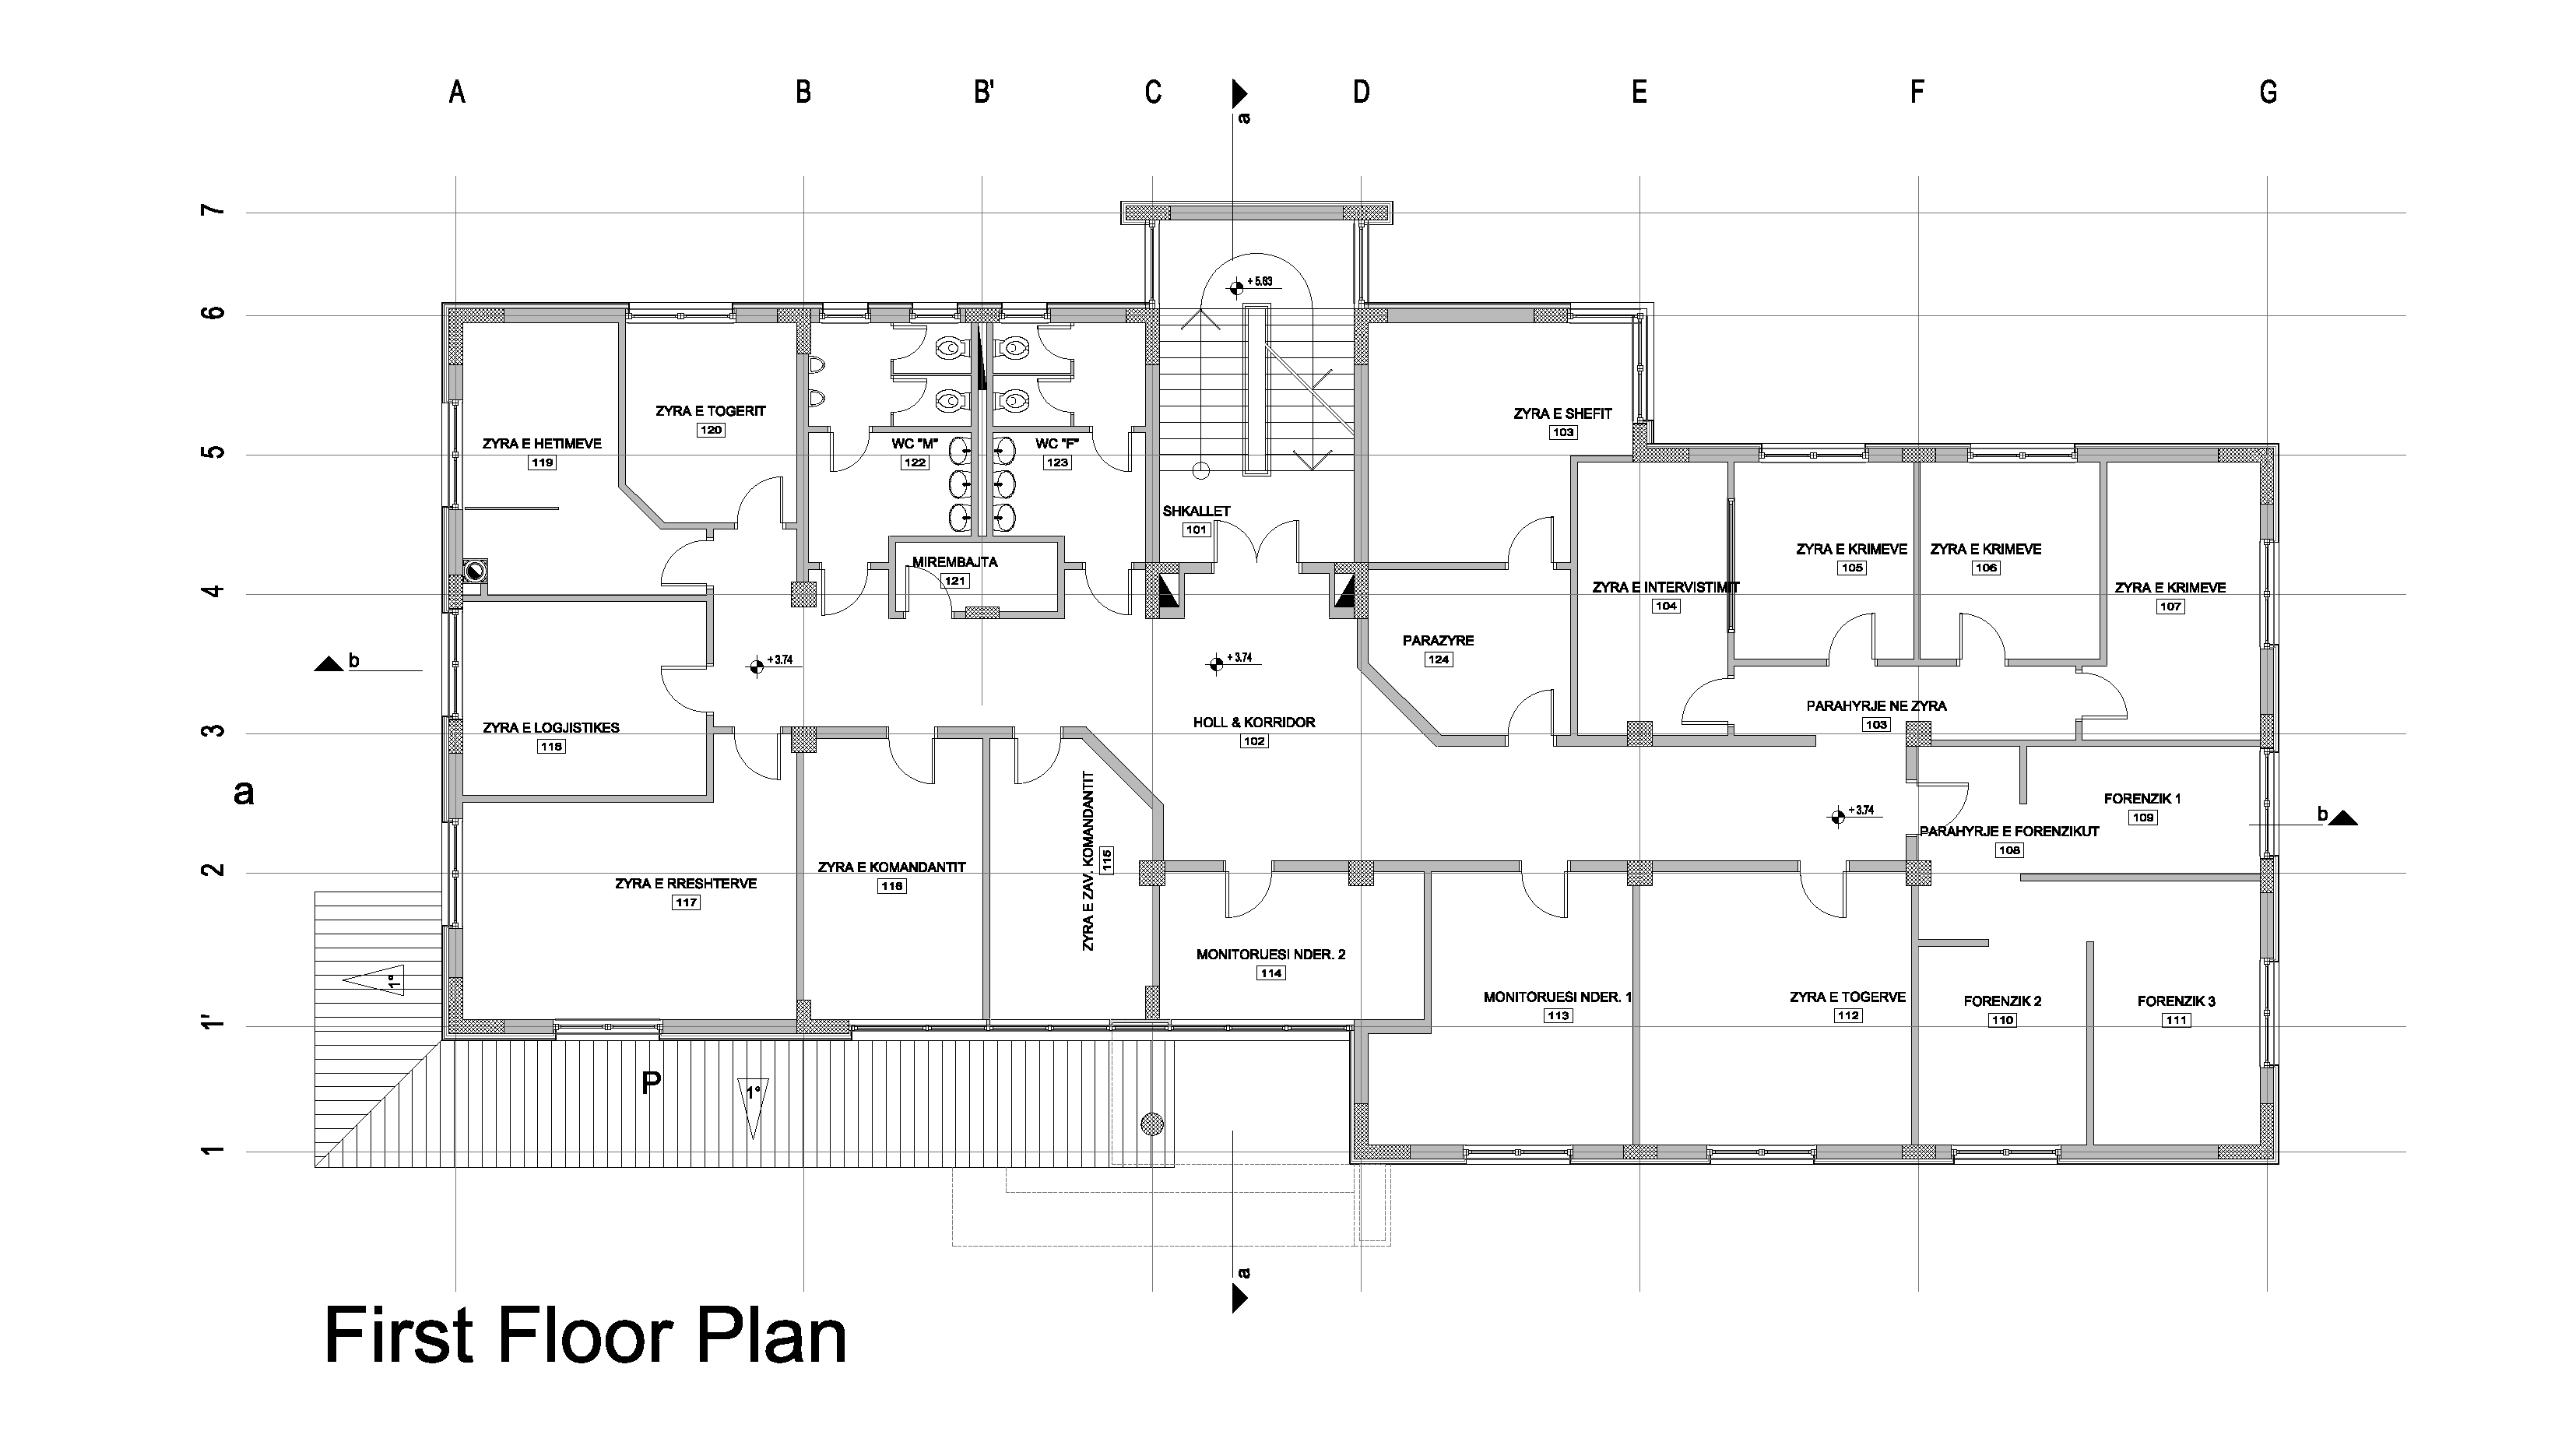 A B B' C D E F G
a
7
6
5
4
3
2
1'
1
a
+ 5.63
ZYRA E TOGERIT
120
ZYRA E HETIMEVE
119
WC "M"
122
WC "F"
123
ZYRA E SHEFIT
103
SHKALLET
101
MIREMBAJTA
121
ZYRA E INTERVISTIMIT
104
ZYRA E KRIMEVE
105
ZYRA E KRIMEVE
106
ZYRA E KRIMEVE
107
b
+ 3.74
+ 3.74
PARAZYRE
124
PARAHYRJE NE ZYRA
103
ZYRA E LOGJISTIKES
118
HOLL & KORRIDOR
102
+ 3.74
FORENZIK 1
109
b
PARAHYRJE E FORENZIKUT
108
ZYRA E RRESHTERVE
117
ZYRA E KOMANDANTIT
116
ZYRA E ZAV. KOMANDANTIT
115
MONITORUESI NDER. 2
114
MONITORUESI NDER. 1
113
ZYRA E TOGERVE
112
FORENZIK 2
110
FORENZIK 3
111
1°
P
1°
a
First Floor Plan